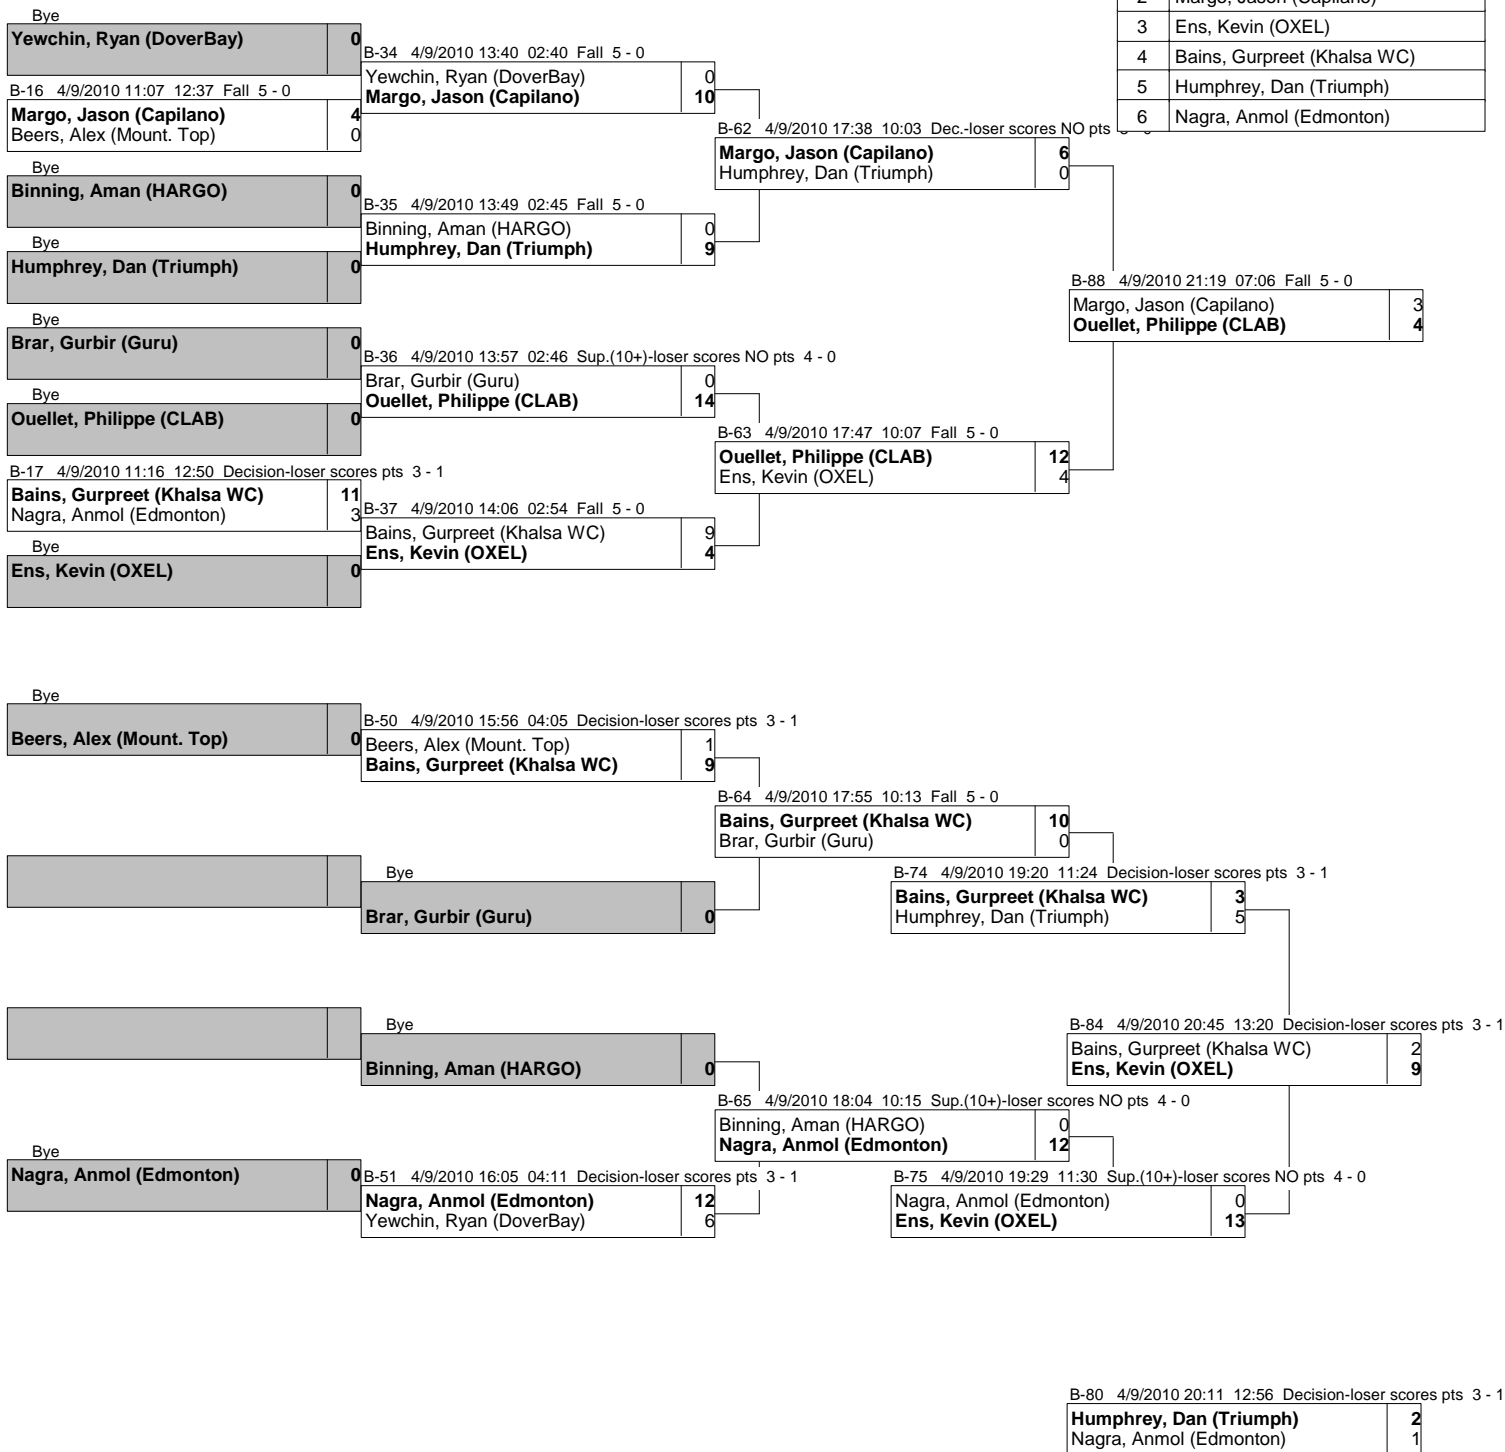 2 Margo, Jason (Capilano)
3 Ens, Kevin (OXEL)
4 Bains, Gurpreet (Khalsa WC)
5 Humphrey, Dan (Triumph)
6 Nagra, Anmol (Edmonton)
Bye
Yewchin, Ryan (DoverBay) 0
B-34 4/9/2010 13:40 02:40 Fall 5 - 0
Yewchin, Ryan (DoverBay) 0
Margo, Jason (Capilano) 10
B-16 4/9/2010 11:07 12:37 Fall 5 - 0
Margo, Jason (Capilano) 4
Beers, Alex (Mount. Top) 0
B-62 4/9/2010 17:38 10:03 Dec.-loser scores NO pts
Margo, Jason (Capilano) 6
Humphrey, Dan (Triumph) 0
Bye
Binning, Aman (HARGO) 0
B-35 4/9/2010 13:49 02:45 Fall 5 - 0
Binning, Aman (HARGO) 0
Humphrey, Dan (Triumph) 9
Bye
Humphrey, Dan (Triumph) 0
B-88 4/9/2010 21:19 07:06 Fall 5 - 0
Margo, Jason (Capilano) 3
Ouellet, Philippe (CLAB) 4
Bye
Brar, Gurbir (Guru) 0
B-36 4/9/2010 13:57 02:46 Sup.(10+)-loser scores NO pts 4 - 0
Brar, Gurbir (Guru) 0
Ouellet, Philippe (CLAB) 14
Bye
Ouellet, Philippe (CLAB) 0
B-63 4/9/2010 17:47 10:07 Fall 5 - 0
Ouellet, Philippe (CLAB) 12
Ens, Kevin (OXEL) 4
B-17 4/9/2010 11:16 12:50 Decision-loser scores pts 3 - 1
Bains, Gurpreet (Khalsa WC) 11
Nagra, Anmol (Edmonton) 3
B-37 4/9/2010 14:06 02:54 Fall 5 - 0
Bains, Gurpreet (Khalsa WC) 9
Ens, Kevin (OXEL) 4
Bye
Ens, Kevin (OXEL) 0
Bye
Beers, Alex (Mount. Top) 0
B-50 4/9/2010 15:56 04:05 Decision-loser scores pts 3 - 1
Beers, Alex (Mount. Top) 1
Bains, Gurpreet (Khalsa WC) 9
B-64 4/9/2010 17:55 10:13 Fall 5 - 0
Bains, Gurpreet (Khalsa WC) 10
Brar, Gurbir (Guru) 0
Bye
Brar, Gurbir (Guru) 0
B-74 4/9/2010 19:20 11:24 Decision-loser scores pts 3 - 1
Bains, Gurpreet (Khalsa WC) 3
Humphrey, Dan (Triumph) 5
Bye
Binning, Aman (HARGO) 0
B-84 4/9/2010 20:45 13:20 Decision-loser scores pts 3 - 1
Bains, Gurpreet (Khalsa WC) 2
Ens, Kevin (OXEL) 9
B-65 4/9/2010 18:04 10:15 Sup.(10+)-loser scores NO pts 4 - 0
Binning, Aman (HARGO) 0
Nagra, Anmol (Edmonton) 12
Bye
Nagra, Anmol (Edmonton) 0
B-51 4/9/2010 16:05 04:11 Decision-loser scores pts 3 - 1
Nagra, Anmol (Edmonton) 12
Yewchin, Ryan (DoverBay) 6
B-75 4/9/2010 19:29 11:30 Sup.(10+)-loser scores NO pts 4 - 0
Nagra, Anmol (Edmonton) 0
Ens, Kevin (OXEL) 13
B-80 4/9/2010 20:11 12:56 Decision-loser scores pts 3 - 1
Humphrey, Dan (Triumph) 2
Nagra, Anmol (Edmonton) 1